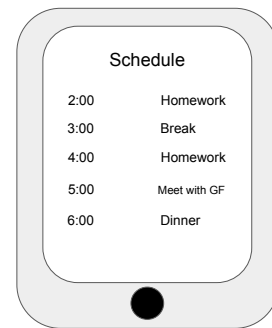 Schedule
2:00 Homework
3:00 Break
4:00 Homework
5:00 Meet with GF
6:00 Dinner